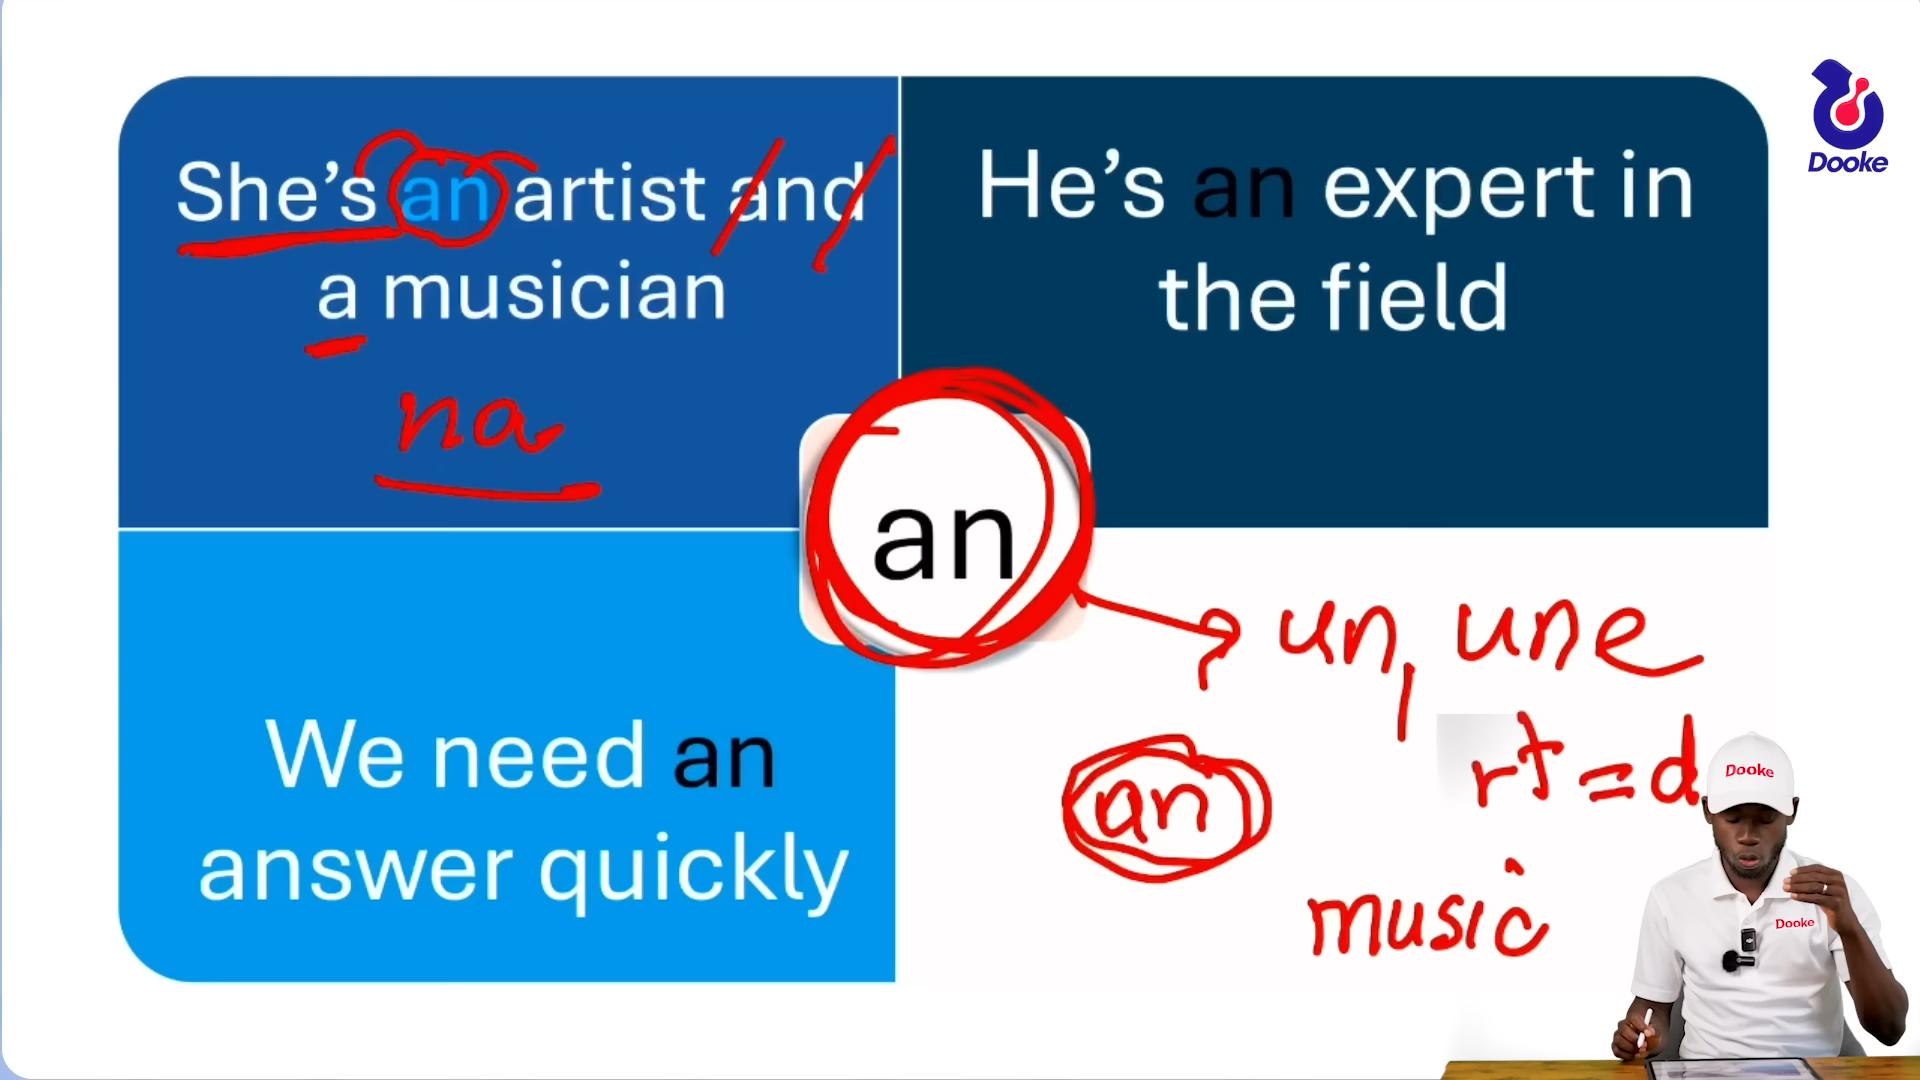 Dooke
She's an artist and
a musician
na
He's an expert in
the field
an
un, une
rt = d
an
music
We need an
answer quickly
Dooke
Dooke